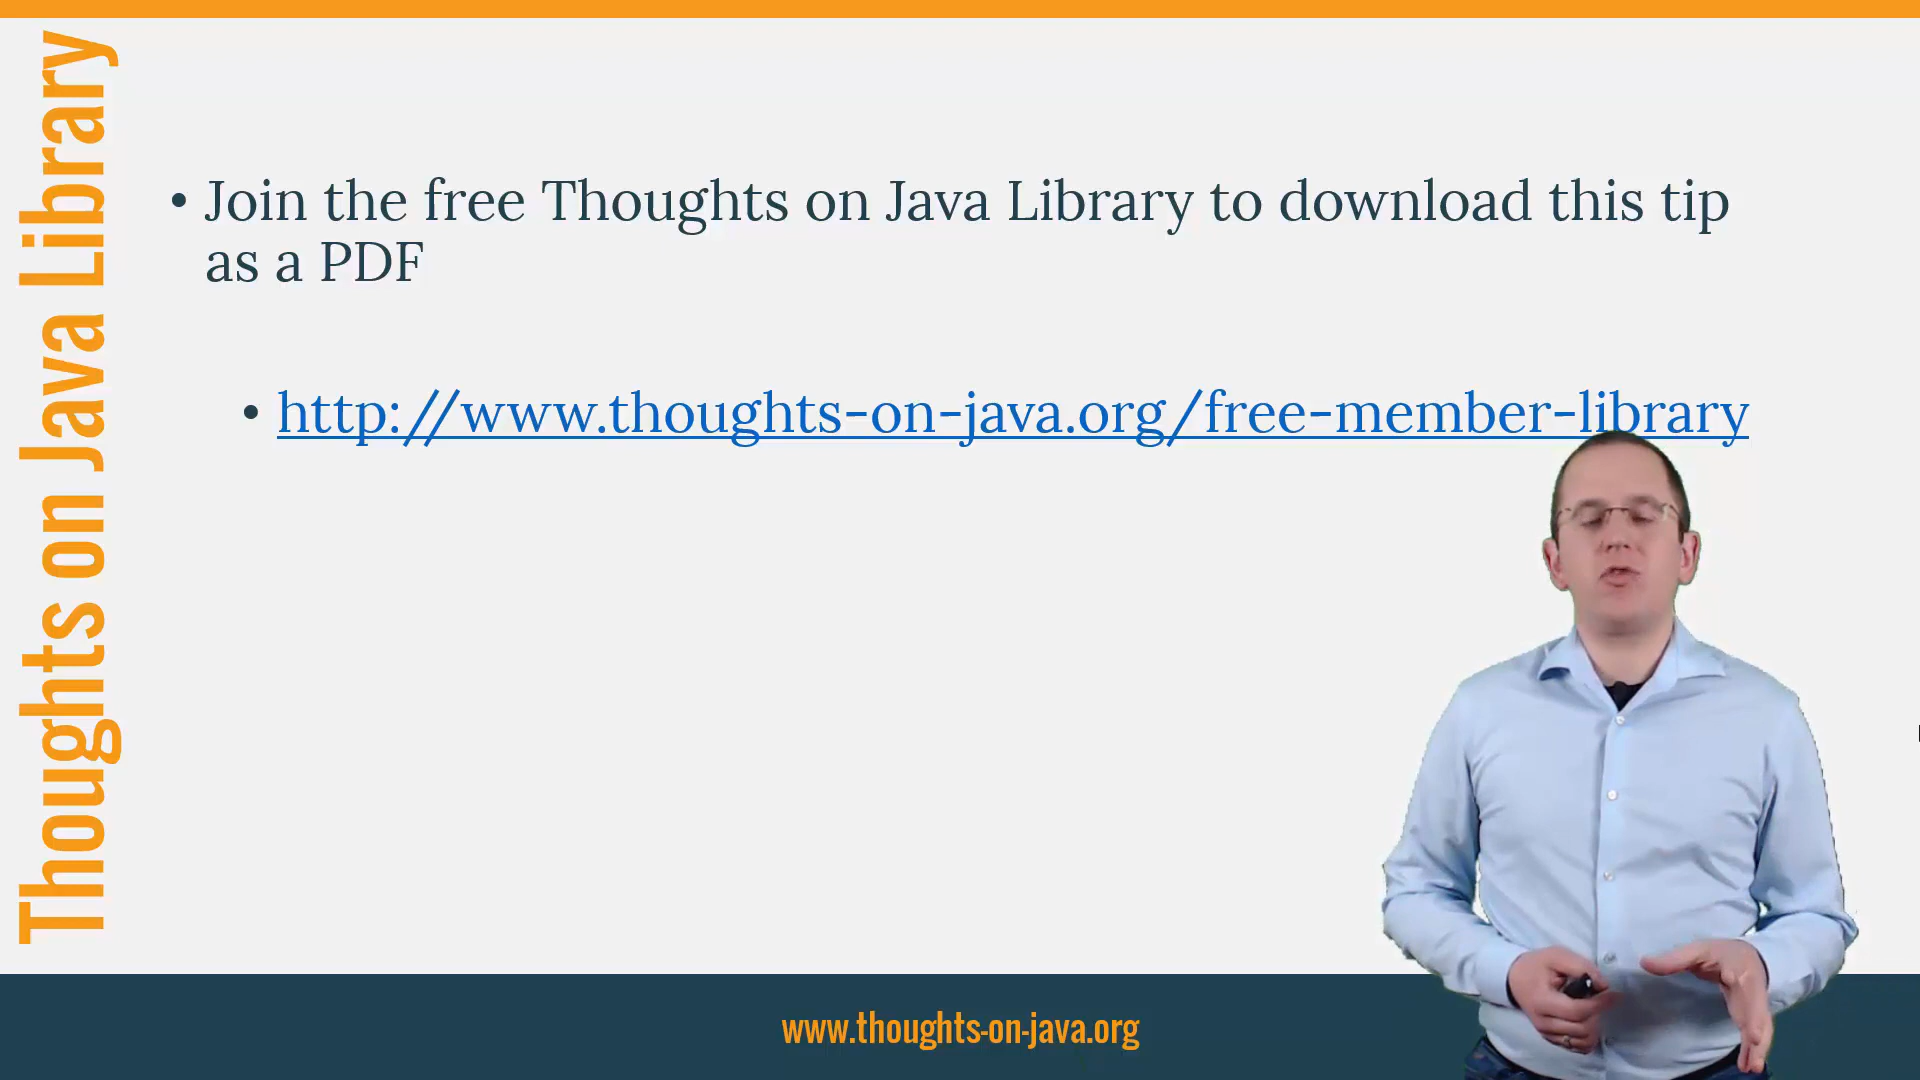 Thoughts on Java Library
• Join the free Thoughts on Java Library to download this tip
as a PDF
• http://www.thoughts-on-java.org/free-member-library
www.thoughts-on-java.org